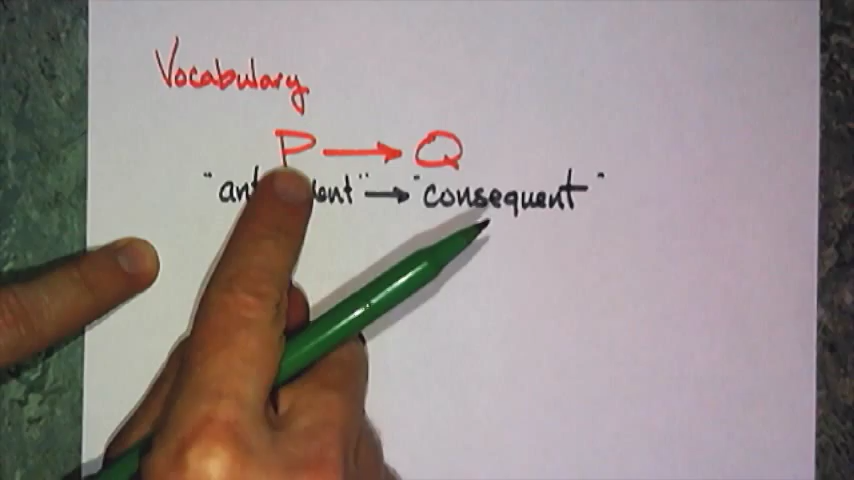 Vocabulary
P → Q
" → "consequent"